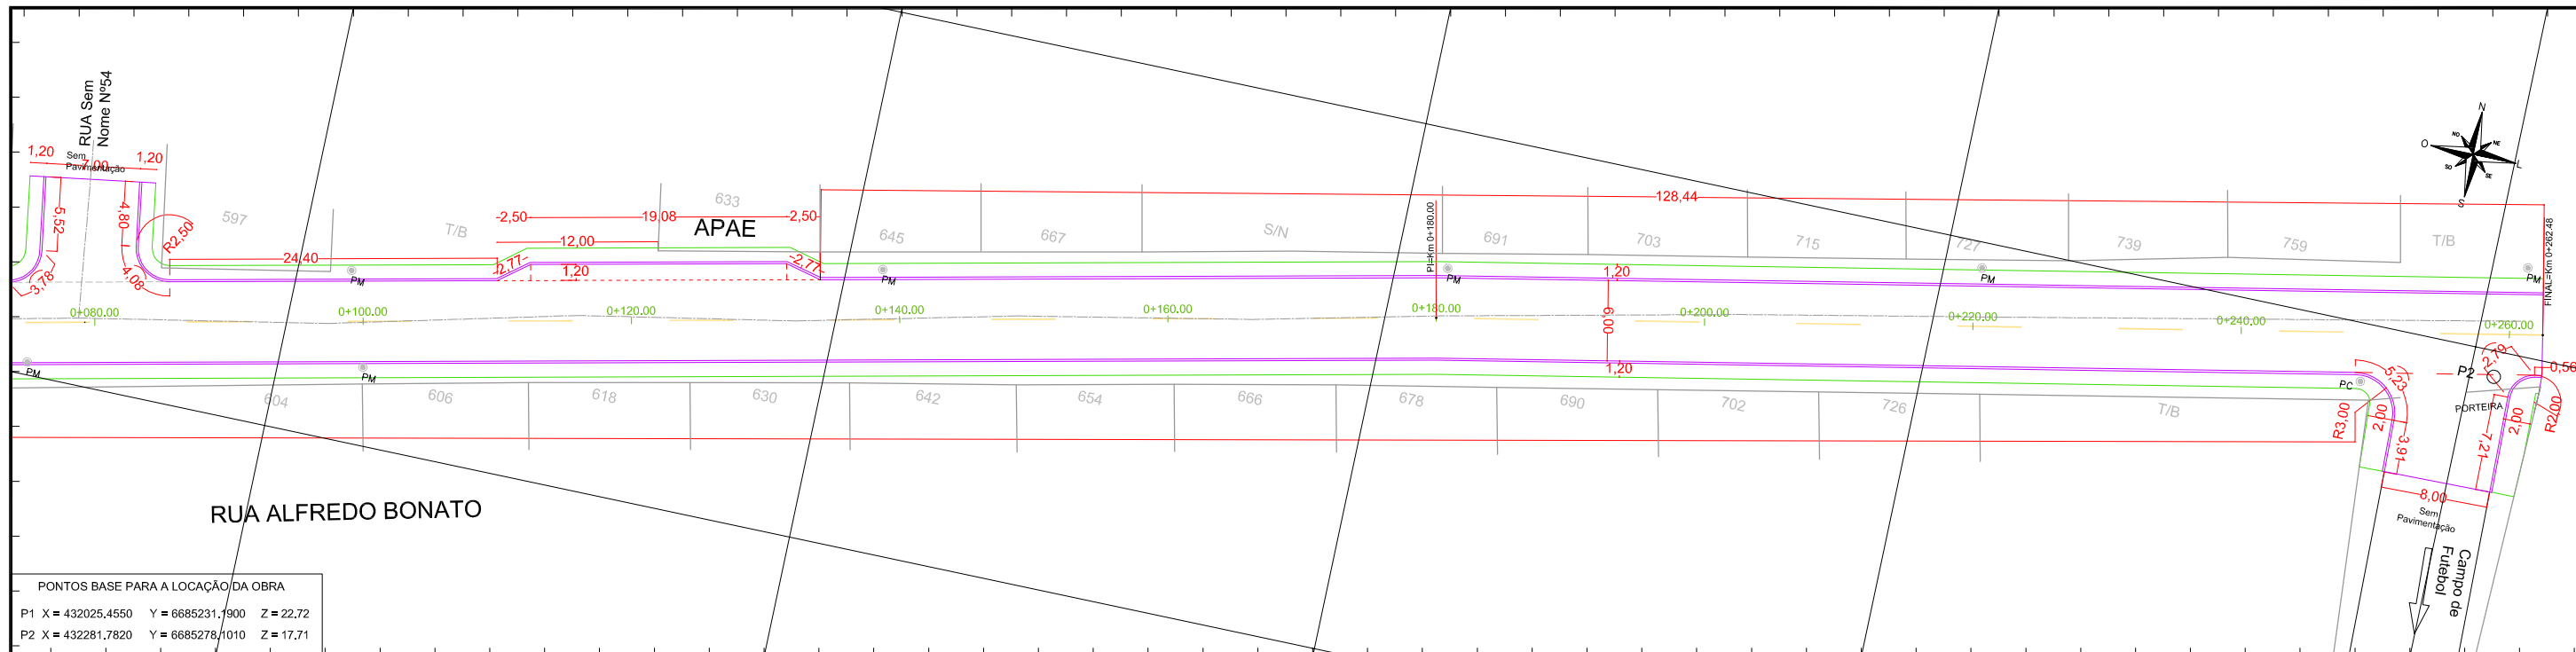 RUA Sem
Nome Nº54
1,20
7,00
1,20
Sem
Pavimentação
5,52
4,80
R2,50
3,78
4,08
24,40
597
T/B
2,50
19,08
2,50
12,00
2,77
1,20
2,77
633
APAE
645
667
S/N
128,44
PI=Km 0+180.00
691
703
715
727
739
759
T/B
N
NE
L
SE
S
SO
O
NO
FINAL=Km 0+262.48
PM
PM
PM
PM
PM
0+080.00
0+100.00
0+120.00
0+140.00
0+160.00
0+180.00
0+200.00
0+220.00
0+240.00
0+260.00
1,20
6,00
1,20
PM
PM
604
606
618
630
642
654
666
678
690
702
726
T/B
PC
R3,00
2,00
5,23
3,91
P2
2,79
0,56
PORTEIRA
7,21
2,00
R2,00
8,00
Sem
Pavimentação
Campo de
Futebol
RUA ALFREDO BONATO
PONTOS BASE PARA A LOCAÇÃO DA OBRA
P1 X = 432025,4550 Y = 6685231,1900 Z = 22,72
P2 X = 432281,7820 Y = 6685278,1010 Z = 17,71